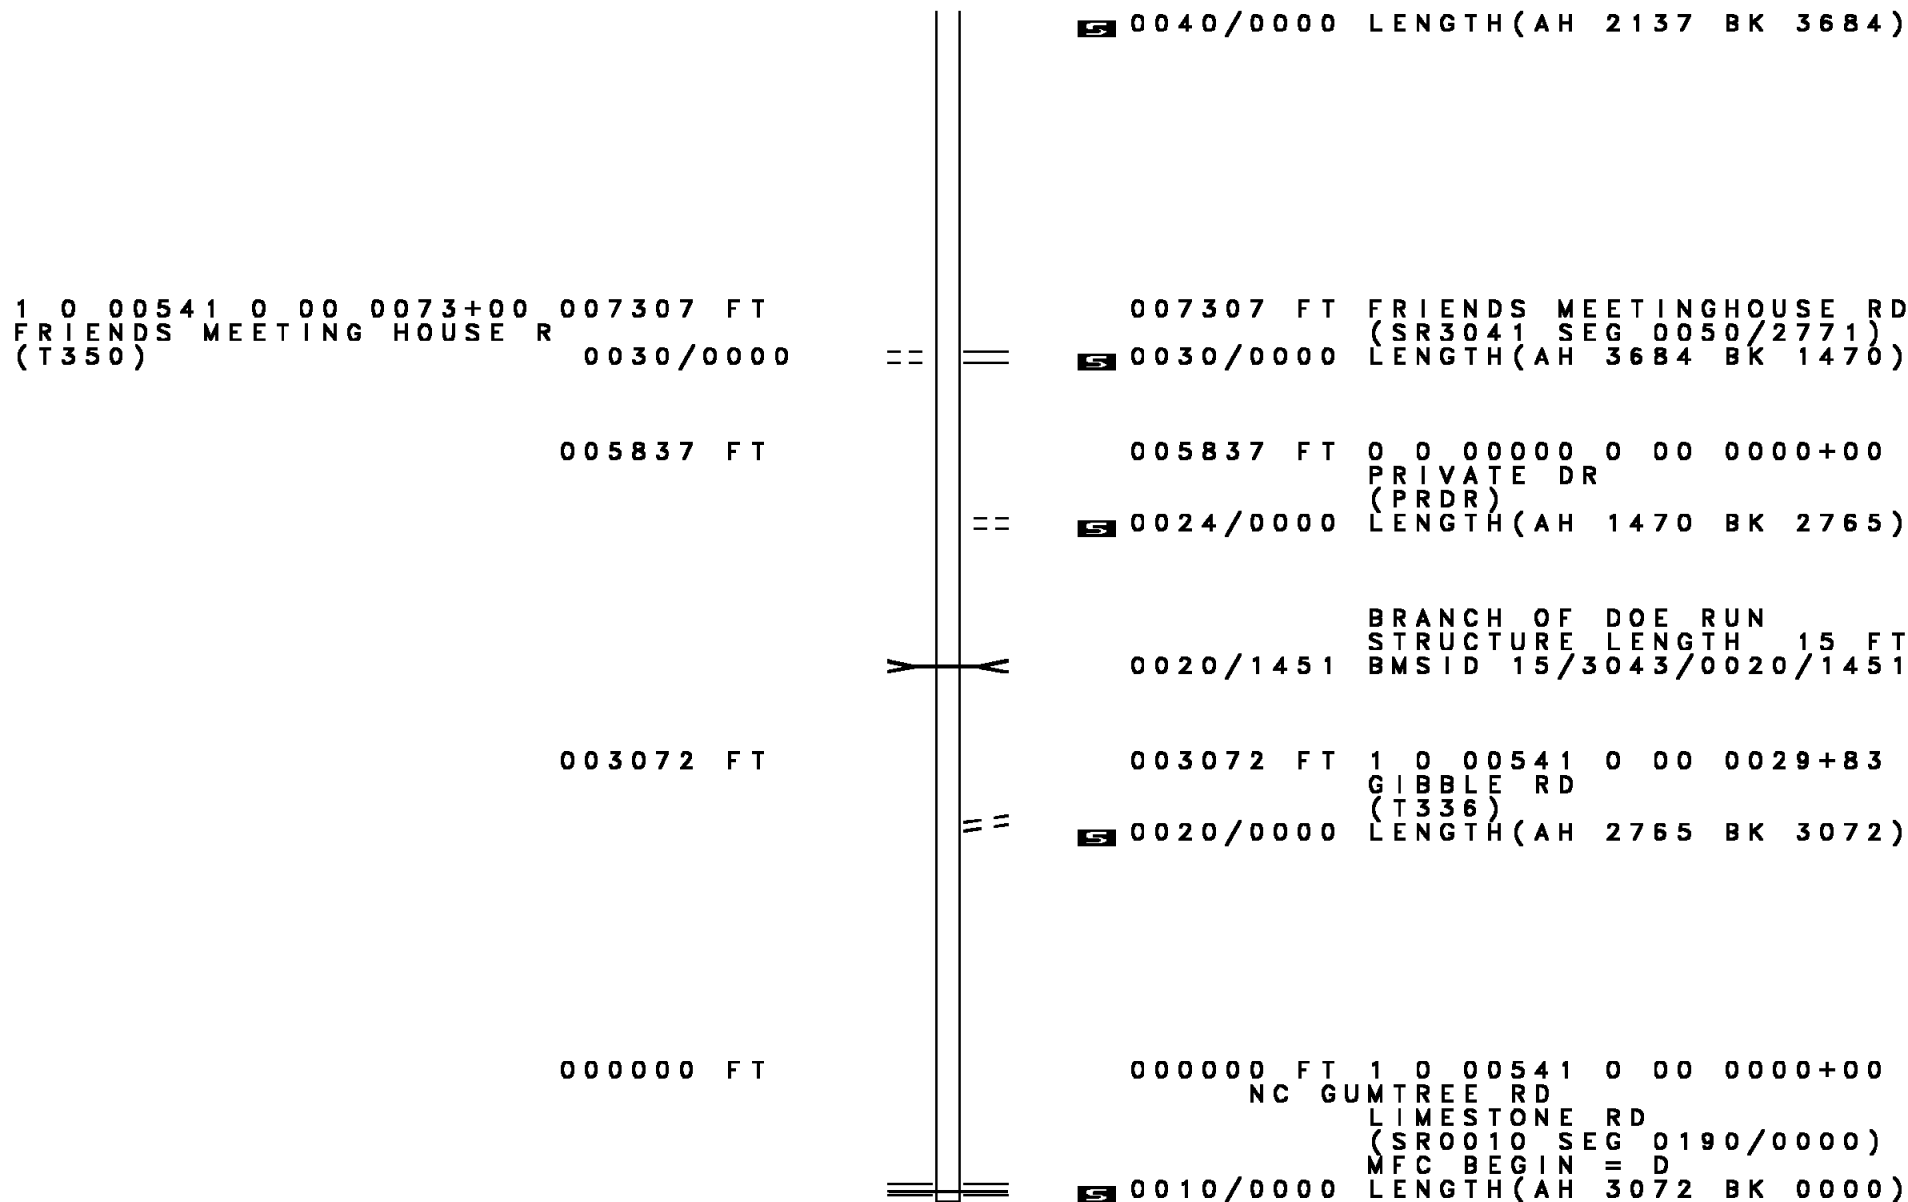 S 0040/0000 LENGTH(AH 2137 BK 3684)
1 0 00541 0 00 0073+00 007307 FT
FRIENDS MEETING HOUSE R
(T350) 0030/0000
007307 FT FRIENDS MEETINGHOUSE RD
(SR3041 SEG 0050/2771)
S 0030/0000 LENGTH(AH 3684 BK 1470)
005837 FT
005837 FT 0 0 00000 0 00 0000+00
PRIVATE DR
(PRDR)
S 0024/0000 LENGTH(AH 1470 BK 2765)
BRANCH OF DOE RUN
STRUCTURE LENGTH 15 FT
0020/1451 BMSID 15/3043/0020/1451
003072 FT
003072 FT 1 0 00541 0 00 0029+83
GIBBLE RD
(T336)
S 0020/0000 LENGTH(AH 2765 BK 3072)
000000 FT
000000 FT 1 0 00541 0 00 0000+00
NC GUMTREE RD
LIMESTONE RD
(SR0010 SEG 0190/0000)
MFC BEGIN = D
S 0010/0000 LENGTH(AH 3072 BK 0000)